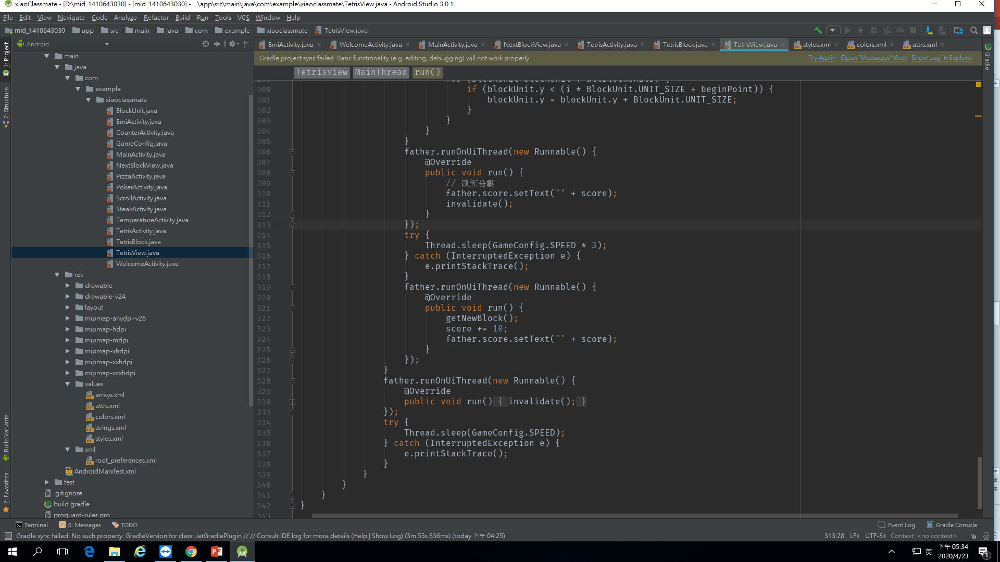 xiaoClassmate - [D:\mid_1410643030] - [mid_1410643030] - ...\app\src\main\java\com\example\xiaoclassmate\TetrisView.java - Android Studio 3.0.1
File Edit View Navigate Code Analyze Refactor Build Run Tools VCS Window Help
mid_1410643030 app src main java com example xiaoclassmate TetrisView.java
Android
BmiActivity.java WelcomeActivity.java MainActivity.java NextBlockView.java TetrisActivity.java TetrisBlock.java TetrisView.java styles.xml colors.xml attrs.xml
Gradle project sync failed. Basic functionality (e.g. editing, debugging) will not work properly. Try Again Open 'Messages' View Show Log in Explorer
TetrisView MainThread run()
1: Project
7: Structure
Build Variants
2: Favorites
Gradle
main
java
com
example
xiaoclassmate
BlockUnit.java
BmiActivity.java
CounterActivity.java
GameConfig.java
MainActivity.java
NextBlockView.java
PizzaActivity.java
PokerActivity.java
ScrollActivity.java
SteakActivity.java
TemperatureActivity.java
TetrisActivity.java
TetrisBlock.java
TetrisView.java
WelcomeActivity.java
res
drawable
drawable-v24
layout
mipmap-anydpi-v26
mipmap-hdpi
mipmap-mdpi
mipmap-xhdpi
mipmap-xxhdpi
mipmap-xxxhdpi
values
arrays.xml
attrs.xml
colors.xml
strings.xml
styles.xml
xml
root_preferences.xml
AndroidManifest.xml
test
.gitignore
build.gradle
proguard-rules.pro
300 if (blockUnit.y < (i * BlockUnit.UNIT_SIZE + beginPoint)) {
301 blockUnit.y = blockUnit.y + BlockUnit.UNIT_SIZE;
302 }
303 }
304 }
305 }
306 father.runOnUiThread(new Runnable() {
307 @Override
308 public void run() {
309 // 刷新分數
310 father.score.setText("" + score);
311 invalidate();
312 }
313 });
314 try {
315 Thread.sleep(GameConfig.SPEED * 3);
316 } catch (InterruptedException e) {
317 e.printStackTrace();
318 }
319 father.runOnUiThread(new Runnable() {
320 @Override
321 public void run() {
322 getNewBlock();
323 score += 10;
324 father.score.setText("" + score);
325 }
326 });
327 }
328 father.runOnUiThread(new Runnable() {
329 @Override
330 public void run() { invalidate(); }
333 });
334 try {
335 Thread.sleep(GameConfig.SPEED);
336 } catch (InterruptedException e) {
337 e.printStackTrace();
338 }
339 }
340 }
341 }
342 }
343
Terminal 0: Messages TODO Event Log Gradle Console
Gradle sync failed: No such property: GradleVersion for class: JetGradlePlugin // // Consult IDE log for more details (Help | Show Log) (3m 53s 836ms) (today 下午 04:25) 313:28 LF UTF-8 Context: <no context>
英 下午 05:34
2020/4/23
1